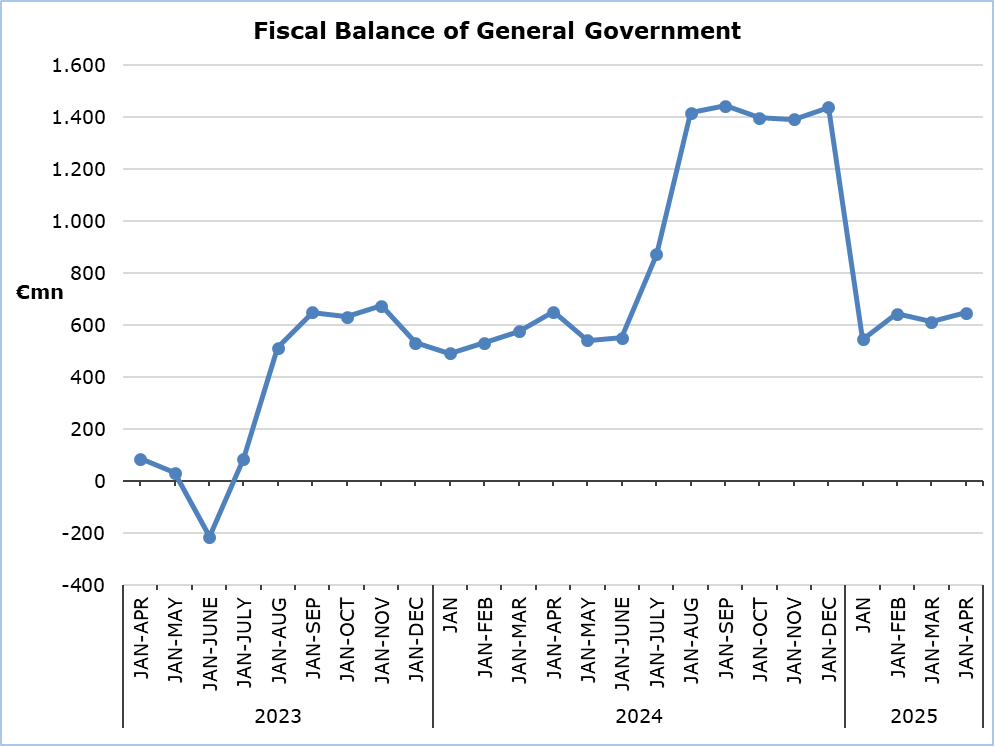 Fiscal Balance of General Government
1.600
1.400
1.200
1.000
800
€mn
600
400
200
0
-200
-400
JAN-APR
JAN-MAY
JAN-JUNE
JAN-JULY
JAN-AUG
JAN-SEP
JAN-OCT
JAN-NOV
JAN-DEC
JAN
JAN-FEB
JAN-MAR
JAN-APR
JAN-MAY
JAN-JUNE
JAN-JULY
JAN-AUG
JAN-SEP
JAN-OCT
JAN-NOV
JAN-DEC
JAN
JAN-FEB
JAN-MAR
JAN-APR
2023
2024
2025